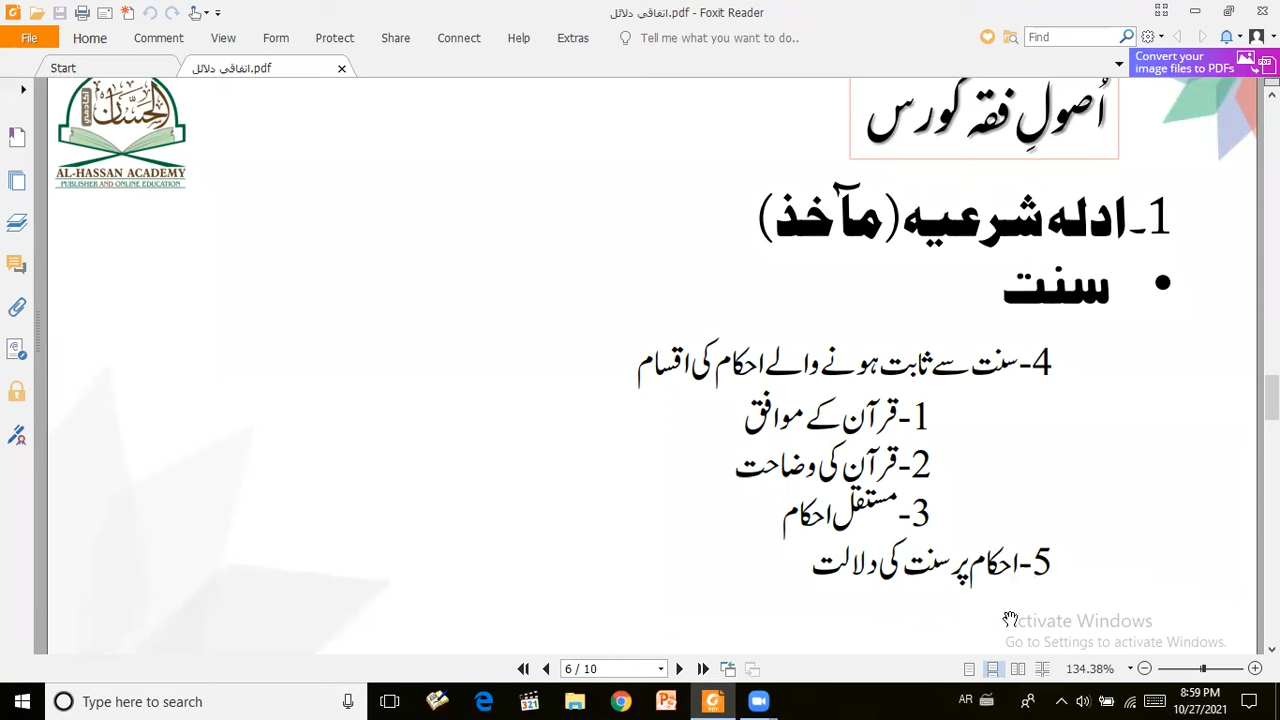 اتفاقي دلائل.pdf - Foxit Reader
File Home Comment View Form Protect Share Connect Help Extras Tell me what you want to do.. Find
Start اتفاقي دلائل.pdf
Convert your
image files to PDFs
الحسان
اکادمی
AL-HASSAN ACADEMY
PUBLISHER AND ONLINE EDUCATION
اُصولِ فقہ کورس
1۔ادلہ شرعیہ(مآخذ)
• سنت
4-سنت سے ثابت ہونے والے احکام کی اقسام
1-قرآن کے موافق
2-قرآن کی وضاحت
3-مستقل احکام
5-احکام پر سنت کی دلالت
Activate Windows
Go to Settings to activate Windows.
6 / 10 134.38%
Type here to search AR 8:59 PM
10/27/2021